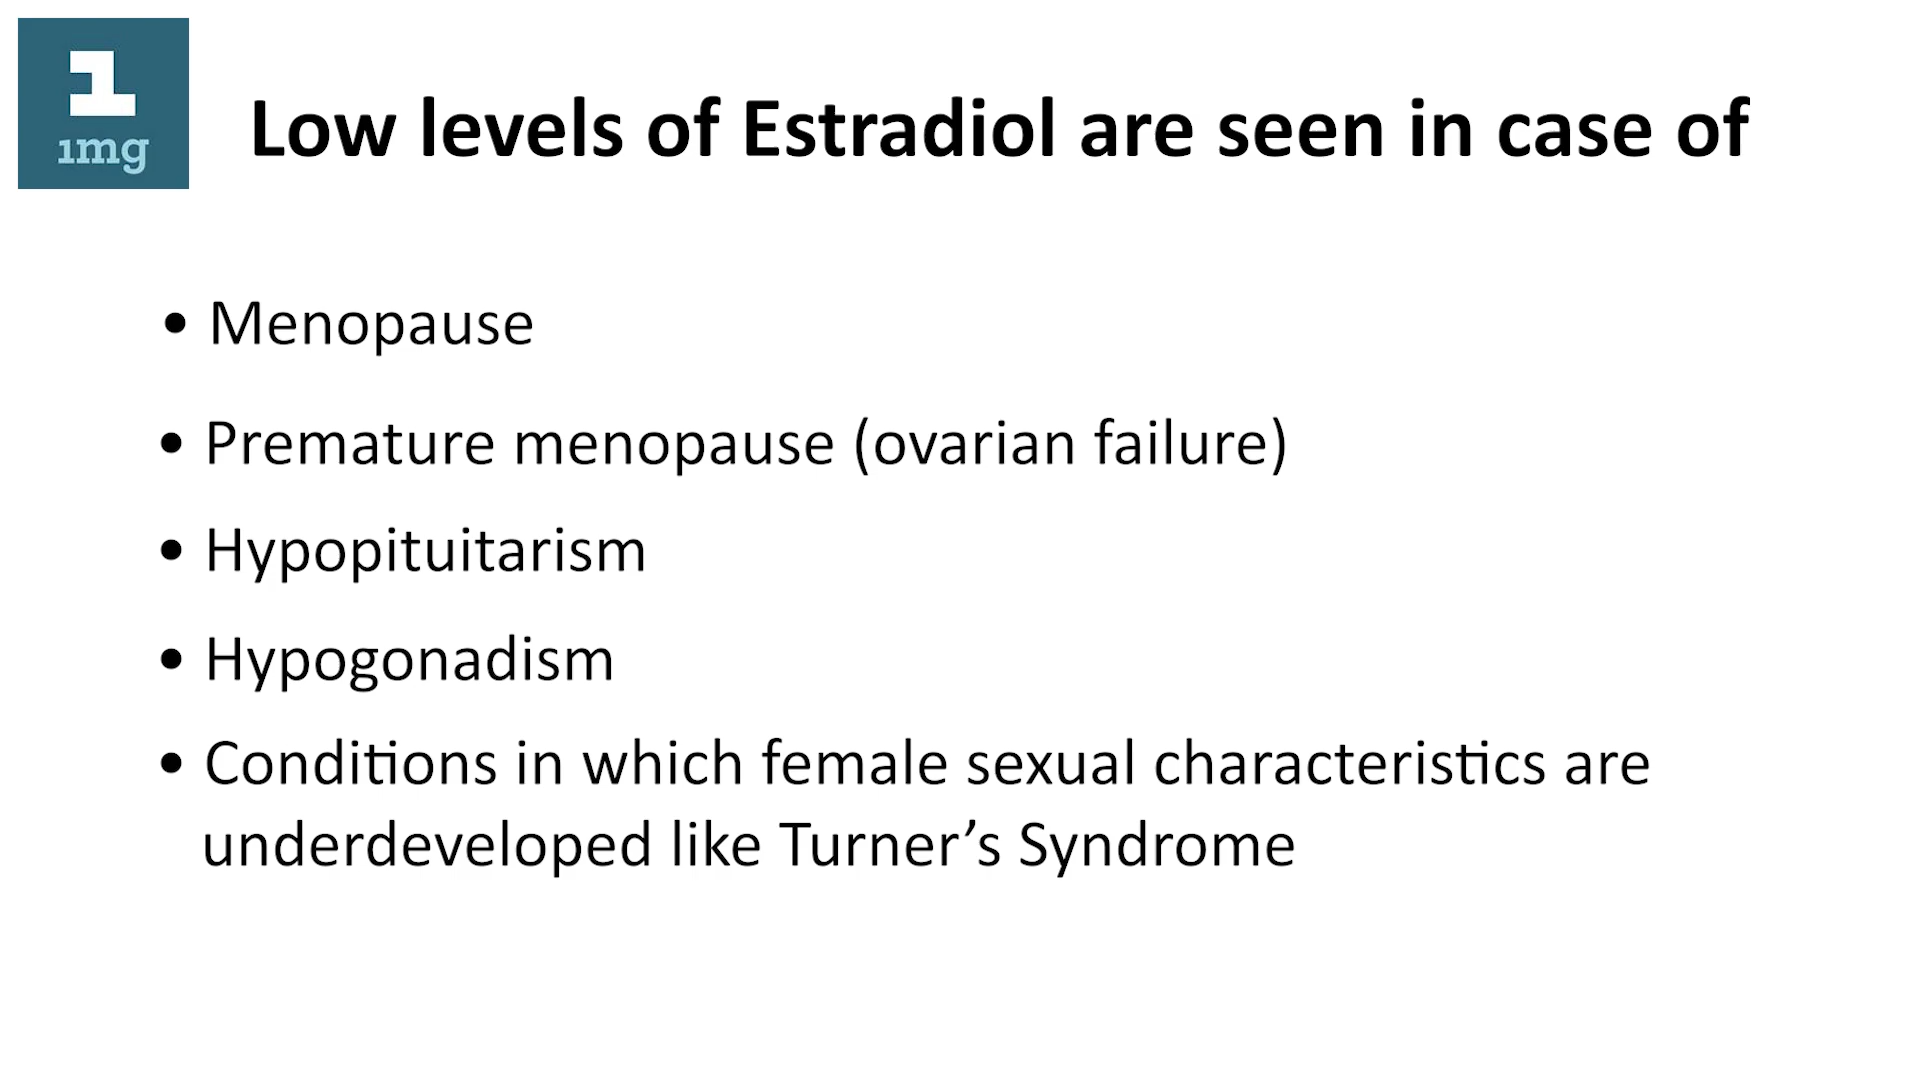 1mg
Low levels of Estradiol are seen in case of
• Menopause
• Premature menopause (ovarian failure)
• Hypopituitarism
• Hypogonadism
• Conditions in which female sexual characteristics are
underdeveloped like Turner’s Syndrome